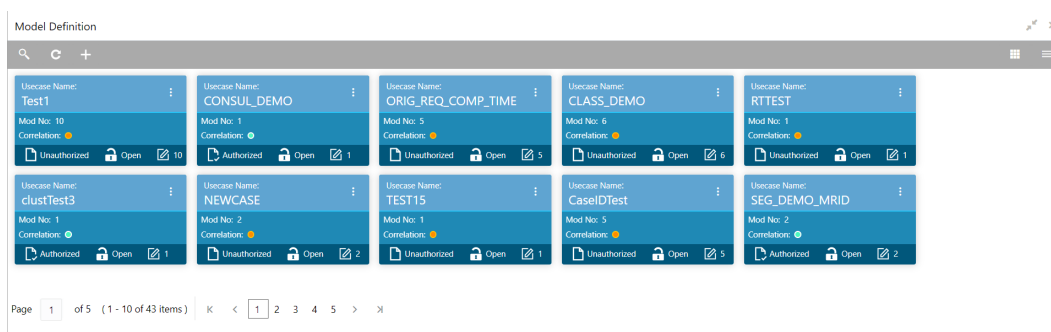 Model Definition
Usecase Name:
Test1
Mod No: 10
Correlation:
Unauthorized Open 10
Usecase Name:
CONSUL_DEMO
Mod No: 1
Correlation:
Authorized Open 1
Usecase Name:
ORIG_REQ_COMP_TIME
Mod No: 5
Correlation:
Unauthorized Open 5
Usecase Name:
CLASS_DEMO
Mod No: 6
Correlation:
Unauthorized Open 6
Usecase Name:
RTTEST
Mod No: 1
Correlation:
Unauthorized Open 1
Usecase Name:
clustTest3
Mod No: 1
Correlation:
Authorized Open 1
Usecase Name:
NEWCASE
Mod No: 2
Correlation:
Unauthorized Open 2
Usecase Name:
TEST15
Mod No: 1
Correlation:
Unauthorized Open 1
Usecase Name:
CaseIDTest
Mod No: 5
Correlation:
Unauthorized Open 5
Usecase Name:
SEG_DEMO_MRID
Mod No: 2
Correlation:
Authorized Open 2
Page 1 of 5 (1 - 10 of 43 items) 1 2 3 4 5